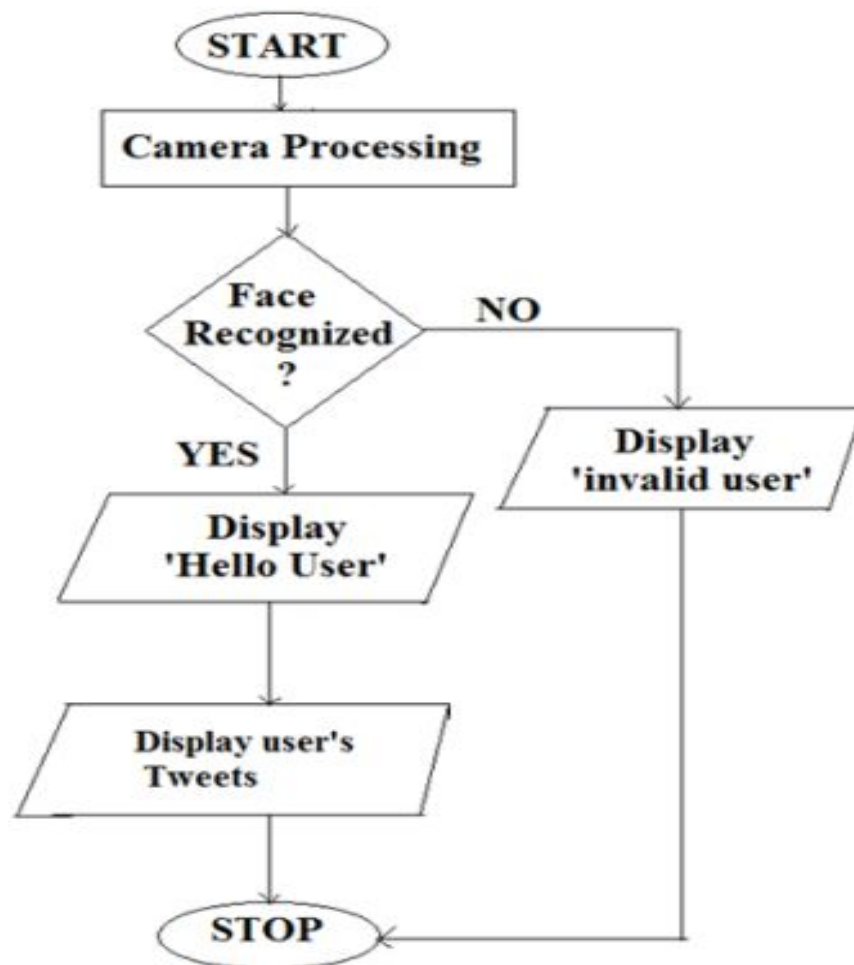 START
Camera Processing
Face
Recognized
?
NO
YES
Display
'invalid user'
Display
'Hello User'
Display user's
Tweets
STOP